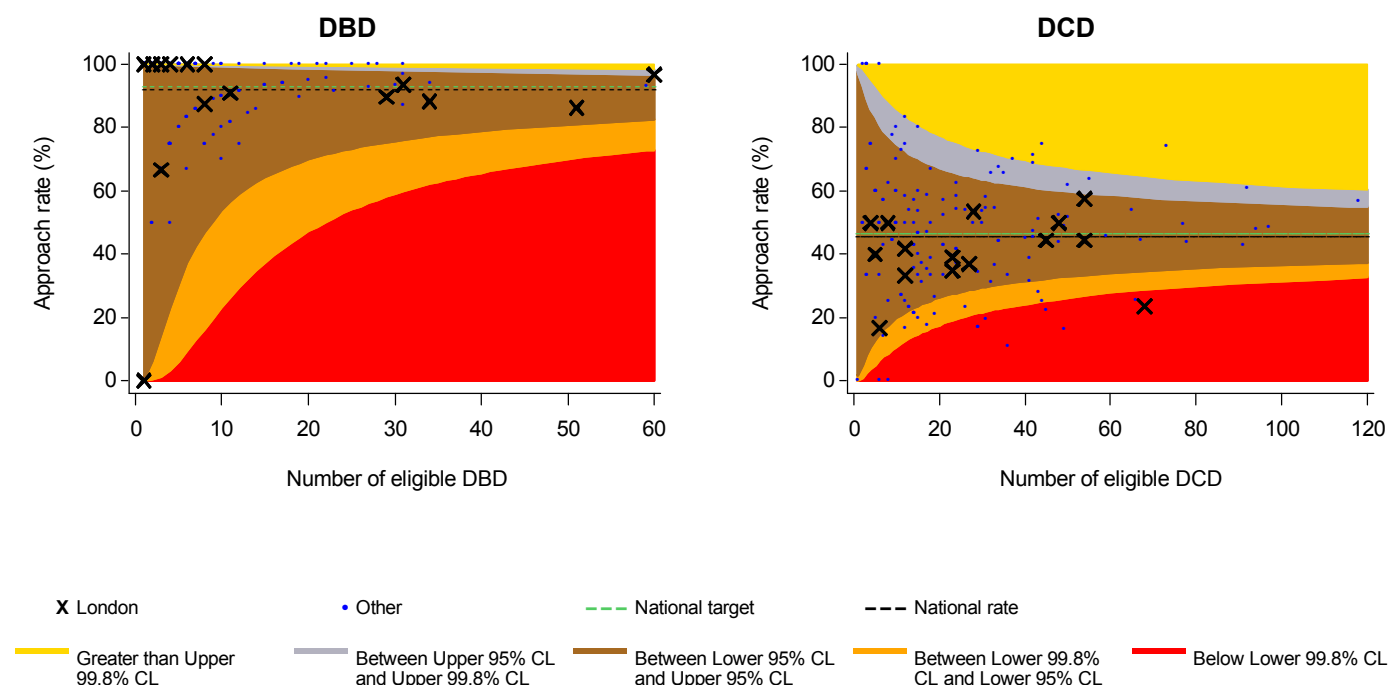 DBD
DCD
100
80
60
40
20
0
Approach rate (%)
0 10 20 30 40 50 60
Number of eligible DBD
100
80
60
40
20
0
Approach rate (%)
0 20 40 60 80 100 120
Number of eligible DCD
X London
Other
National target
National rate
Greater than Upper
99.8% CL
Between Upper 95% CL
and Upper 99.8% CL
Between Lower 95% CL
and Upper 95% CL
Between Lower 99.8%
CL and Lower 95% CL
Below Lower 99.8% CL